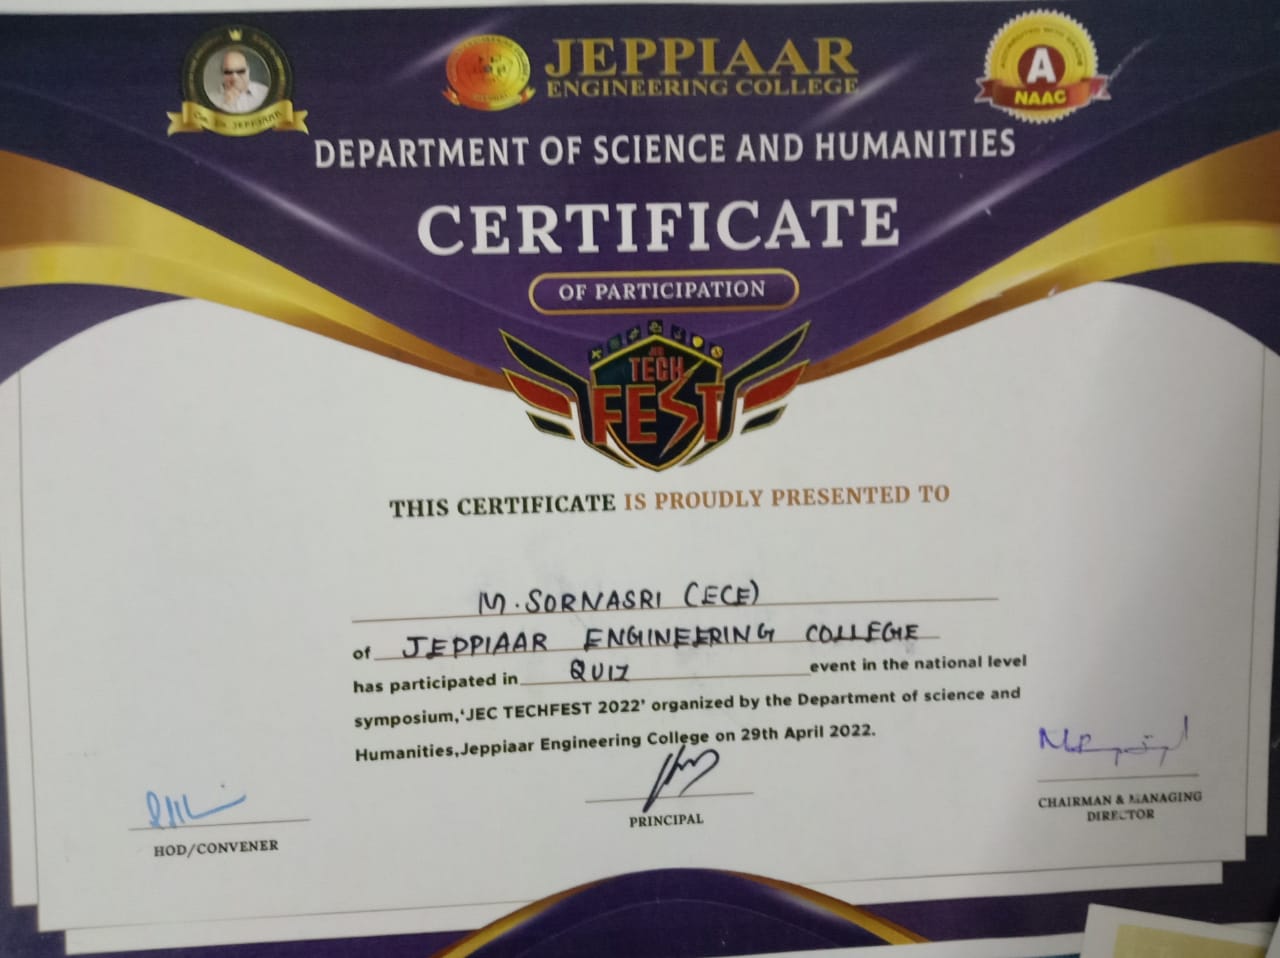 JEPPIAAR
ENGINEERING COLLEGE
A
NAAC
DEPARTMENT OF SCIENCE AND HUMANITIES
CERTIFICATE
OF PARTICIPATION
JEC
TECH
FEST
THIS CERTIFICATE IS PROUDLY PRESENTED TO
M. SORNASRI (ECE)
of JEPPIAAR ENGINEERING COLLEGE
has participated in QUIZ event in the national level
symposium,‘JEC TECHFEST 2022’ organized by the Department of science and
Humanities,Jeppiaar Engineering College on 29th April 2022.
HOD/CONVENER
PRINCIPAL
CHAIRMAN & MANAGING
DIRECTOR